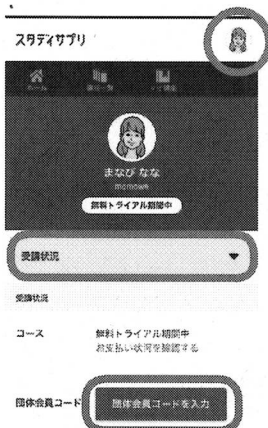 スタディサプリ
ホーム
まなび なな
momowe
無料トライアル期間中
受講状況
受講状況
コース 無料トライアル期間中
お支払い状況を確認する
団体会員コード 団体会員コードを入力